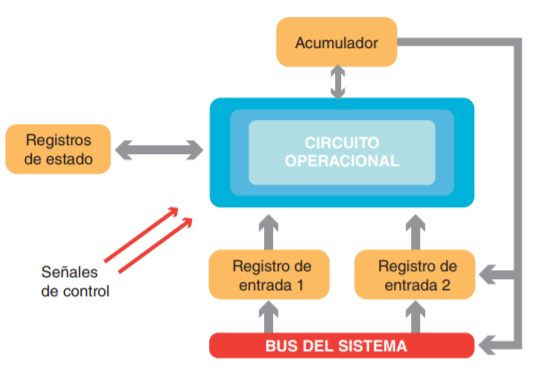 Acumulador
Registros
de estado
CIRCUITO
OPERACIONAL
Señales
de control
Registro de
entrada 1
Registro de
entrada 2
BUS DEL SISTEMA